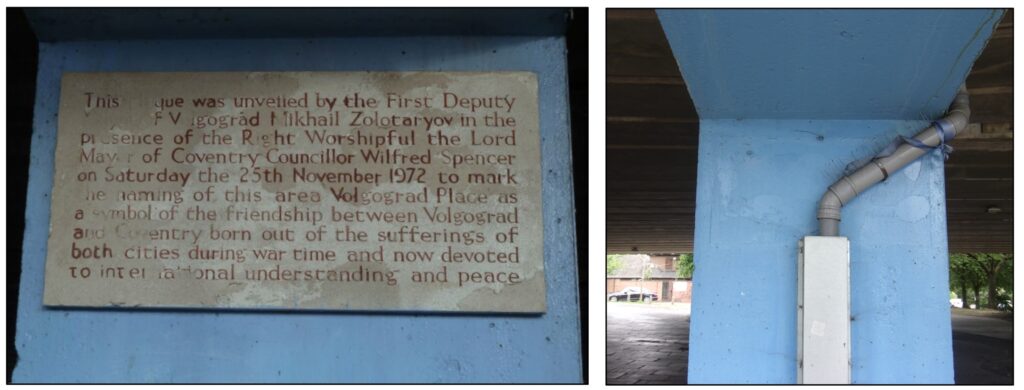 This was unveiled by the First Deputy
Mikhail Zolotaryov in the
presence of the Right Worshipful the Lord
Mayor of Coventry Councillor Wilfred Spencer
on Saturday the 25th November 1972 to mark
the naming of this area Volgograd Place as
a symbol of the friendship between Volgograd
and Coventry born out of the sufferings of
both cities during war time and now devoted
to international understanding and peace